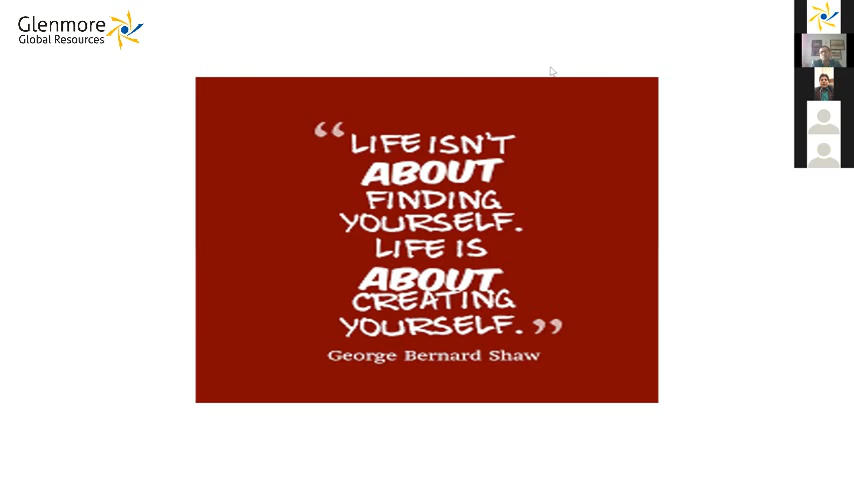 Glenmore
Global Resources
“ LIFE ISN'T
ABOUT
FINDING
YOURSELF.
LIFE IS
ABOUT
CREATING
YOURSELF. ”
George Bernard Shaw